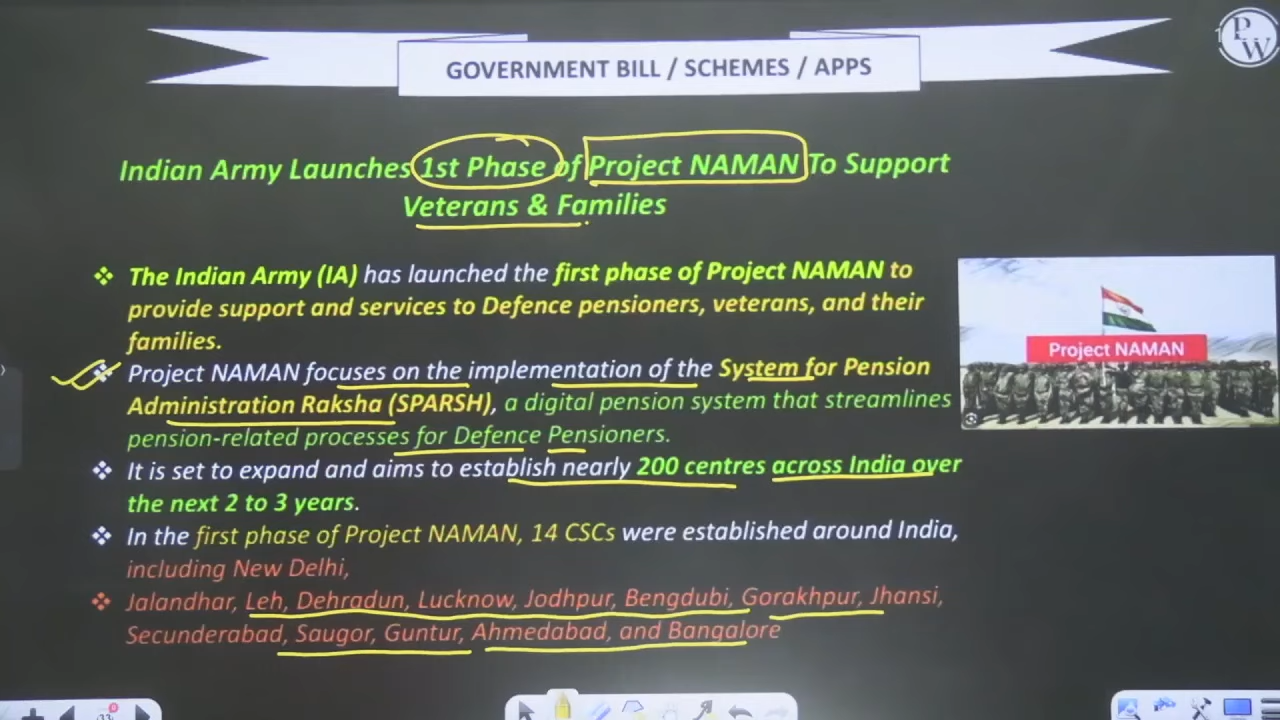 PW
GOVERNMENT BILL / SCHEMES / APPS
Indian Army Launches 1st Phase of Project NAMAN To Support
Veterans & Families
❖ The Indian Army (IA) has launched the first phase of Project NAMAN to
provide support and services to Defence pensioners, veterans, and their
families.
❖ Project NAMAN focuses on the implementation of the System for Pension
Administration Raksha (SPARSH), a digital pension system that streamlines
pension-related processes for Defence Pensioners.
❖ It is set to expand and aims to establish nearly 200 centres across India over
the next 2 to 3 years.
❖ In the first phase of Project NAMAN, 14 CSCs were established around India,
including New Delhi,
❖ Jalandhar, Leh, Dehradun, Lucknow, Jodhpur, Bengdubi, Gorakhpur, Jhansi,
Secunderabad, Saugor, Guntur, Ahmedabad, and Bangalore
Project NAMAN
33